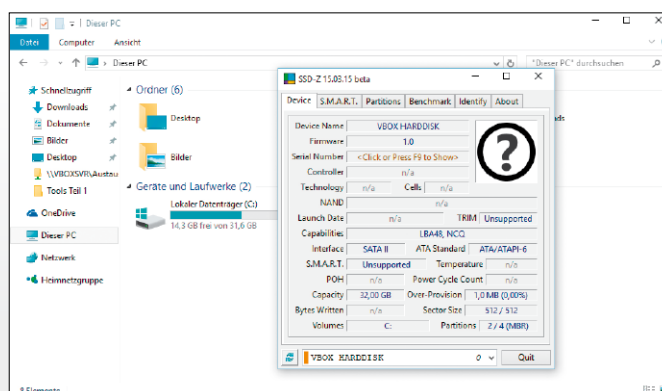 Dieser PC
Datei Computer Ansicht
Dieser PC
"Dieser PC" durchsuchen
Schnellzugriff
Downloads
Dokumente
Bilder
Desktop
\\VBOXSVR\Austau
Tools Teil 1
OneDrive
Dieser PC
Netzwerk
Heimnetzgruppe
Ordner (6)
Desktop
Bilder
Geräte und Laufwerke (2)
Lokaler Datenträger (C:)
14,3 GB frei von 31,6 GB
SSD-Z 15.03.15 beta
Device S.M.A.R.T. Partitions Benchmark Identify About
Device Name VBOX HARDDISK
Firmware 1.0
Serial Number <Click or Press F9 to Show>
Controller n/a
Technology n/a Cells n/a
NAND n/a
Launch Date n/a TRIM Unsupported
Capabilities LBA48, NCQ
Interface SATA II ATA Standard ATA/ATAPI-6
S.M.A.R.T. Unsupported Temperature n/a
POH n/a Power Cycle Count n/a
Capacity 32,00 GB Over-Provision 1,0 MB (0,00%)
Bytes Written n/a Sector Size 512 / 512
Volumes C: Partitions 2 / 4 (MBR)
VBOX HARDDISK 0 Quit